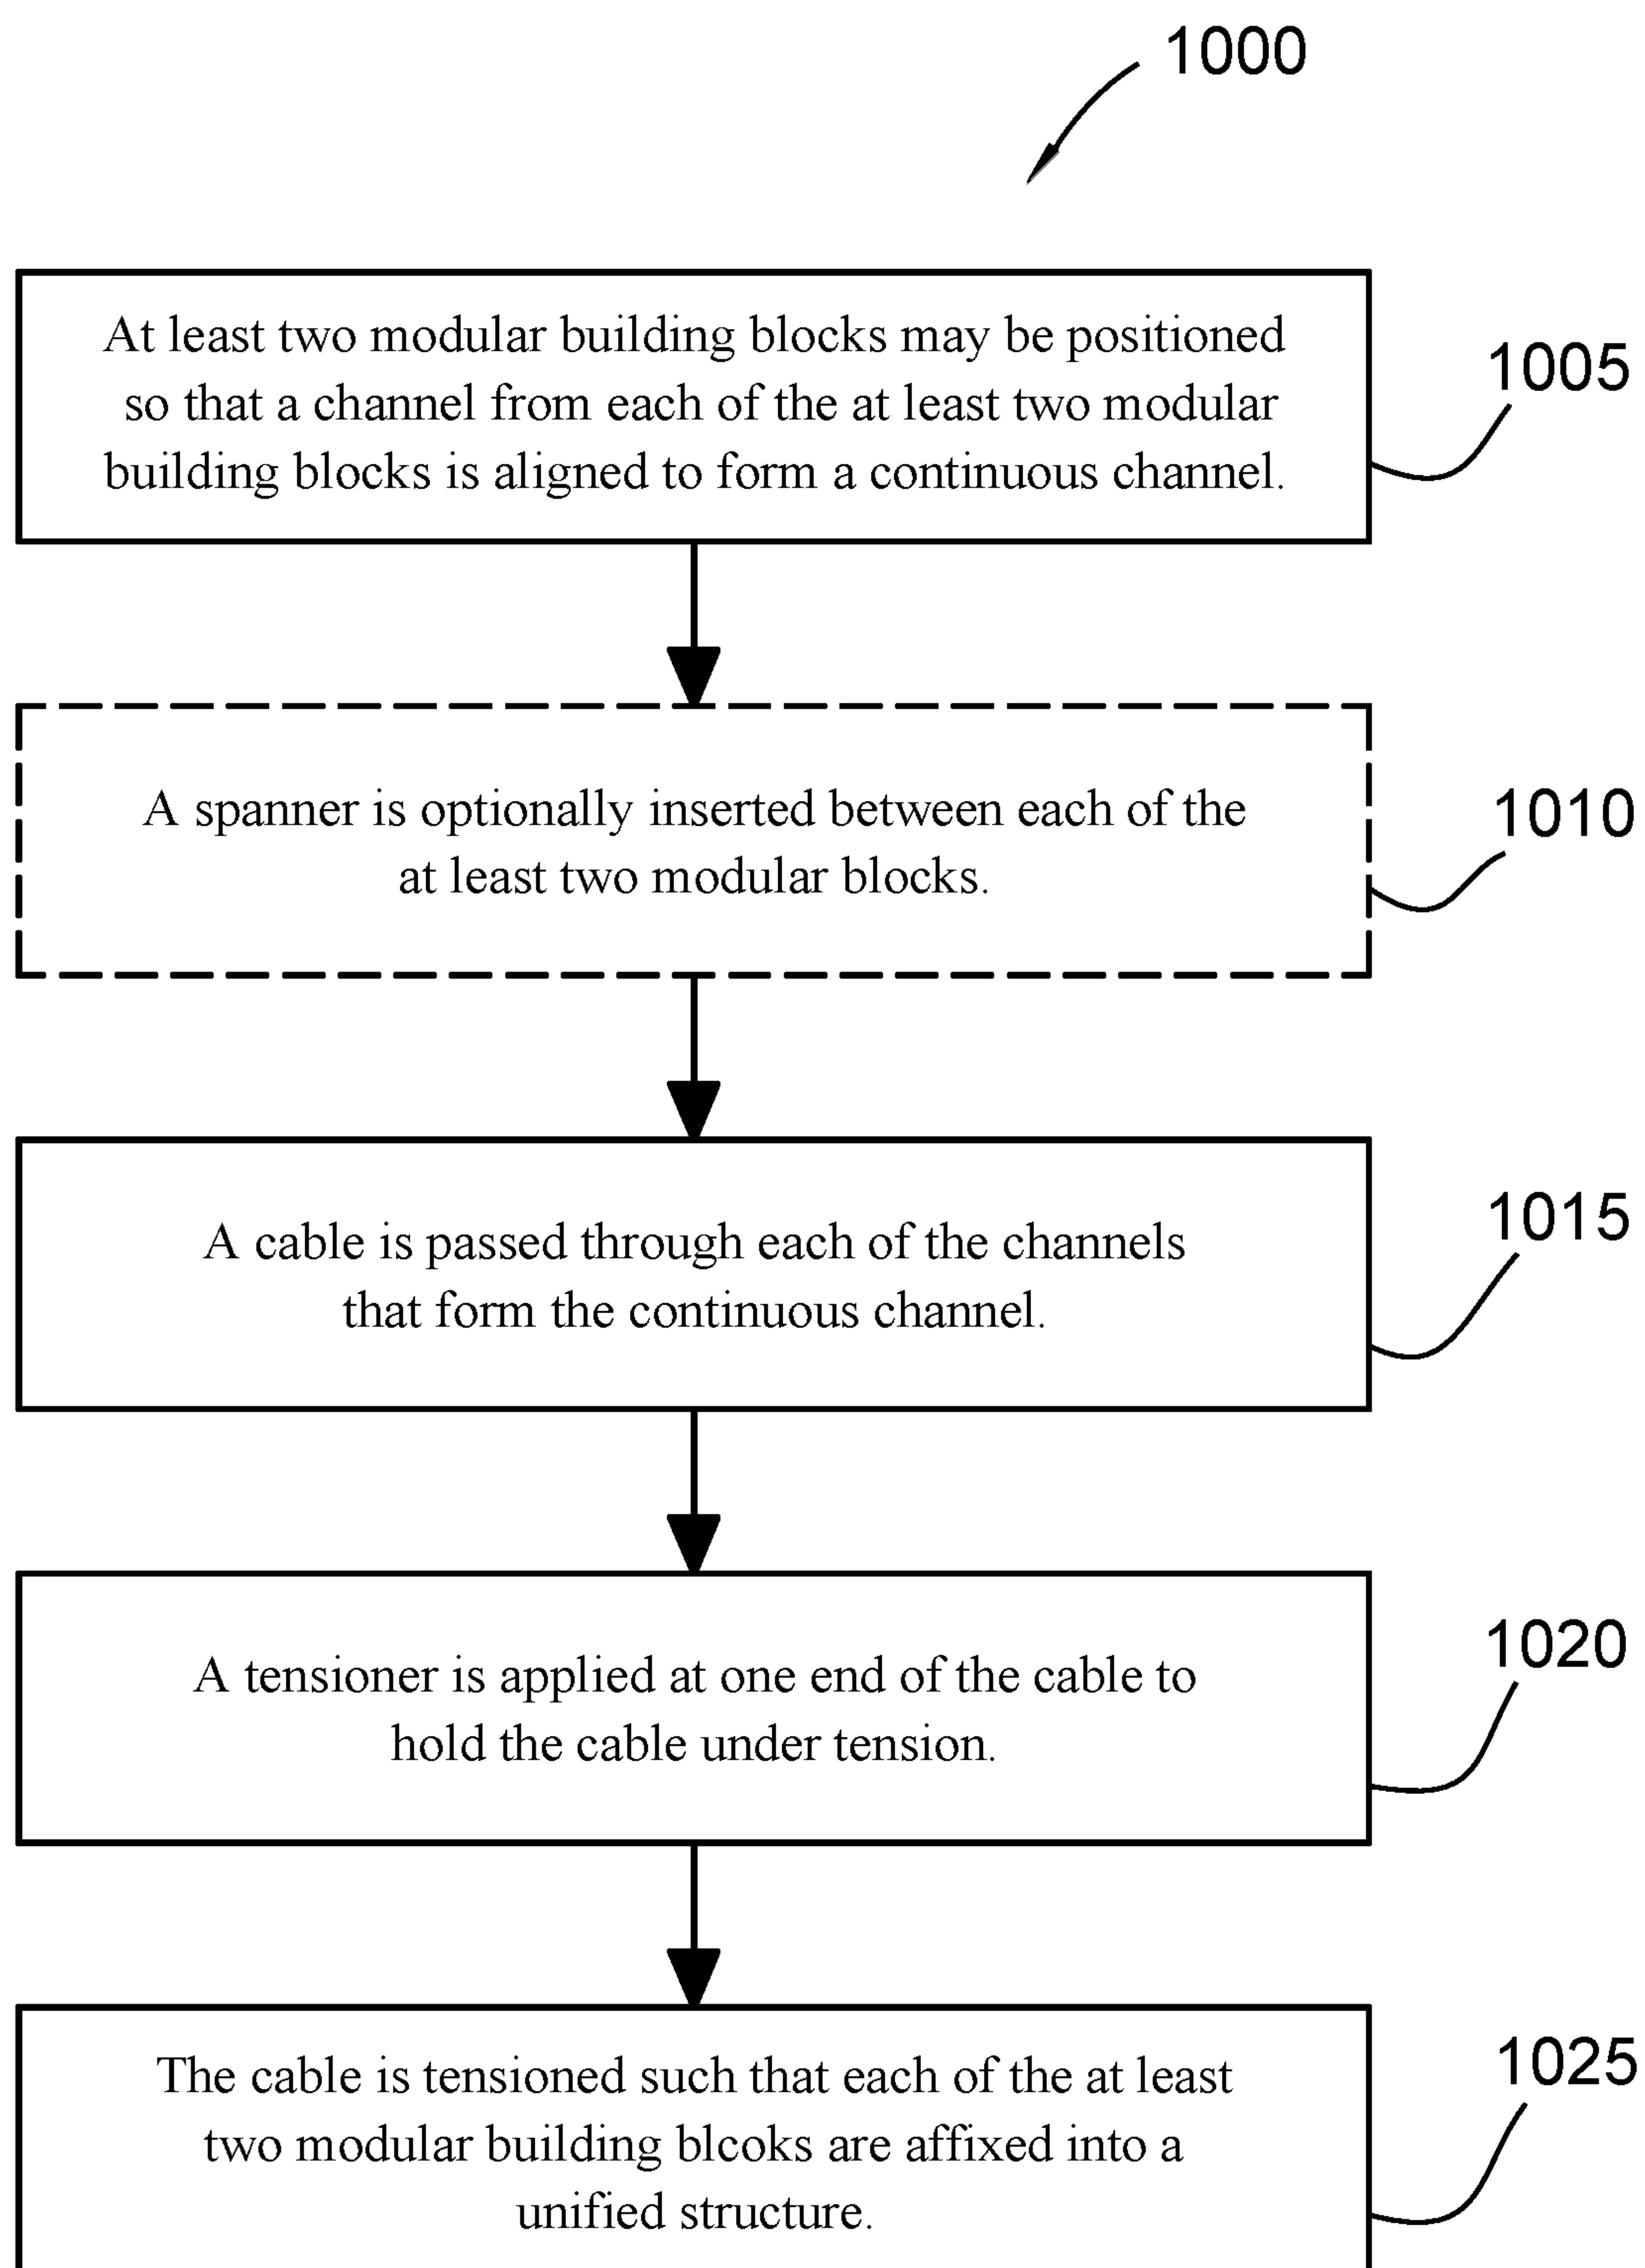 1000
At least two modular building blocks may be positioned
so that a channel from each of the at least two modular
building blocks is aligned to form a continuous channel.
1005
A spanner is optionally inserted between each of the
at least two modular blocks.
1010
A cable is passed through each of the channels
that form the continuous channel.
1015
A tensioner is applied at one end of the cable to
hold the cable under tension.
1020
The cable is tensioned such that each of the at least
two modular building blcoks are affixed into a
unified structure.
1025